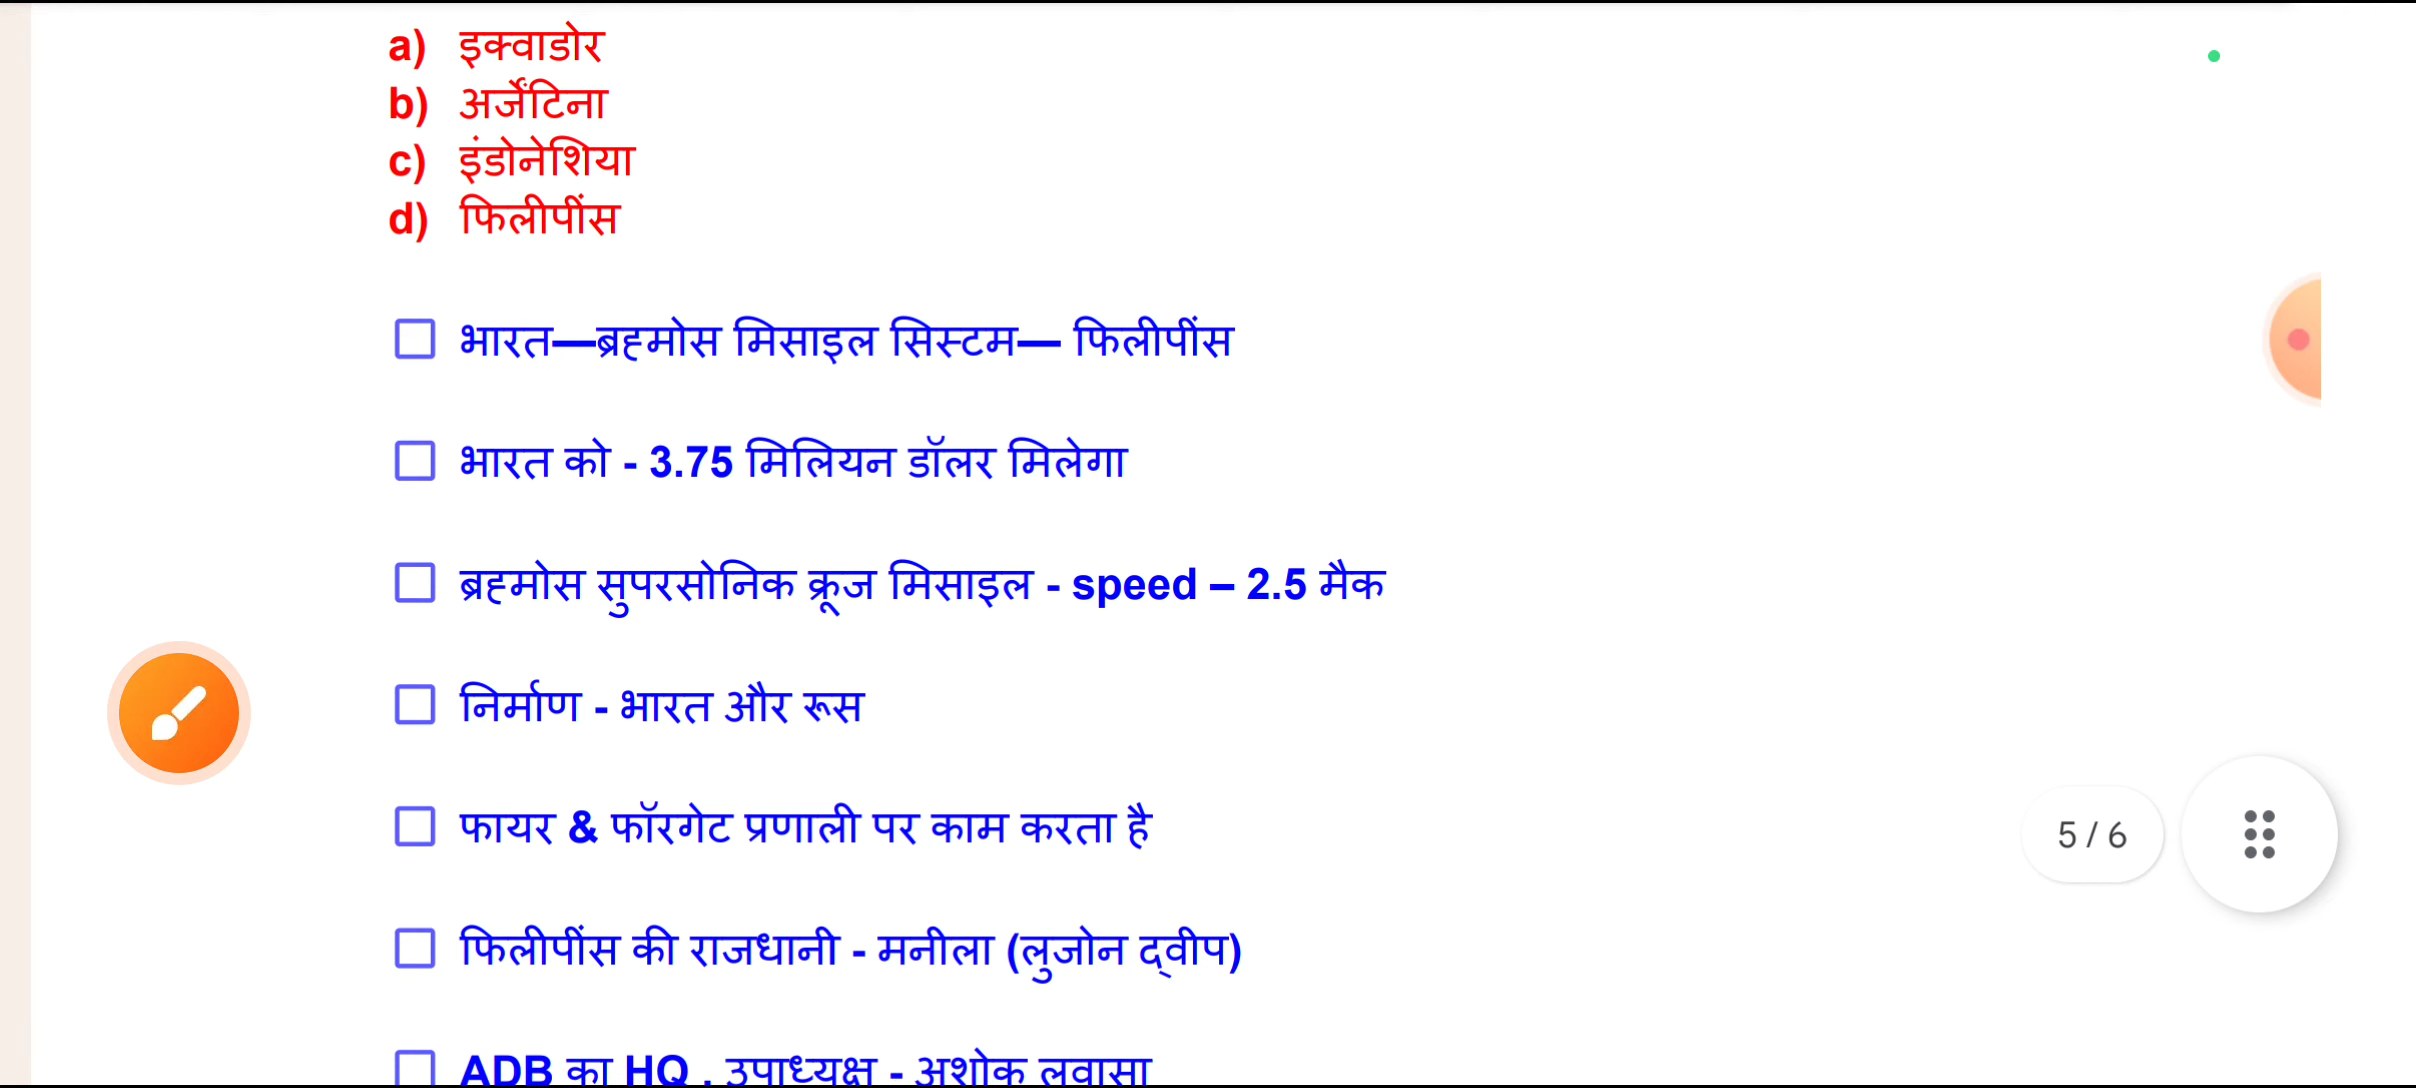 a) इक्वाडोर
b) अर्जेंटिना
c) इंडोनेशिया
d) फिलीपींस
भारत—ब्रह्मोस मिसाइल सिस्टम— फिलीपींस
भारत को - 3.75 मिलियन डॉलर मिलेगा
ब्रह्मोस सुपरसोनिक क्रूज मिसाइल - speed – 2.5 मैक
निर्माण - भारत और रूस
फायर & फॉरगेट प्रणाली पर काम करता है
5 / 6
फिलीपींस की राजधानी - मनीला (लुजोन द्वीप)
ADB का HQ . उपाध्यक्ष - अशोक लवासा